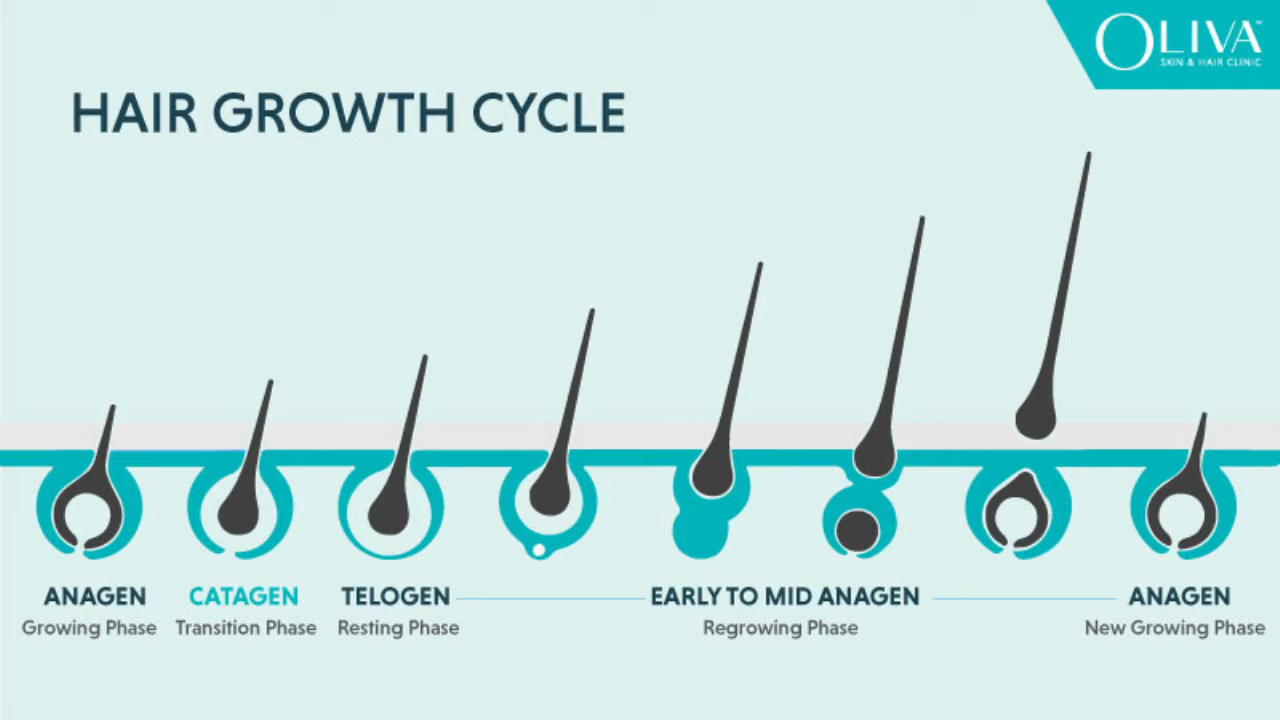 OLIVA™
SKIN & HAIR CLINIC
HAIR GROWTH CYCLE
ANAGEN
Growing Phase
CATAGEN
Transition Phase
TELOGEN
Resting Phase
EARLY TO MID ANAGEN
Regrowing Phase
ANAGEN
New Growing Phase